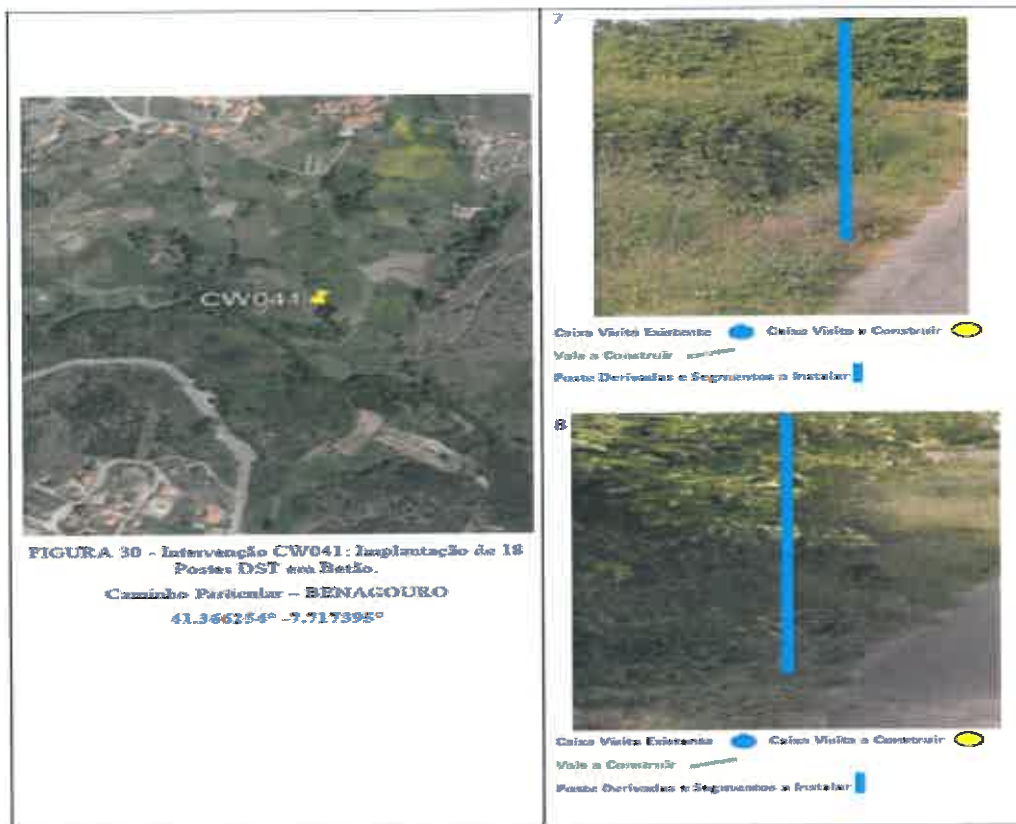 CW041
FIGURA 30 - Intervenção CW041: Implantação de 18
Postes DST em Betão.
Caminho Particular – BENAGOURO
41.366254° -7.717395°
7
Caixa Visita Existente Caixa Visita a Construir
Vala a Construir
Poste Derivadas e Segmentos a Instalar
8
Caixa Visita Existente Caixa Visita a Construir
Vala a Construir
Poste Derivadas e Segmentos a Instalar